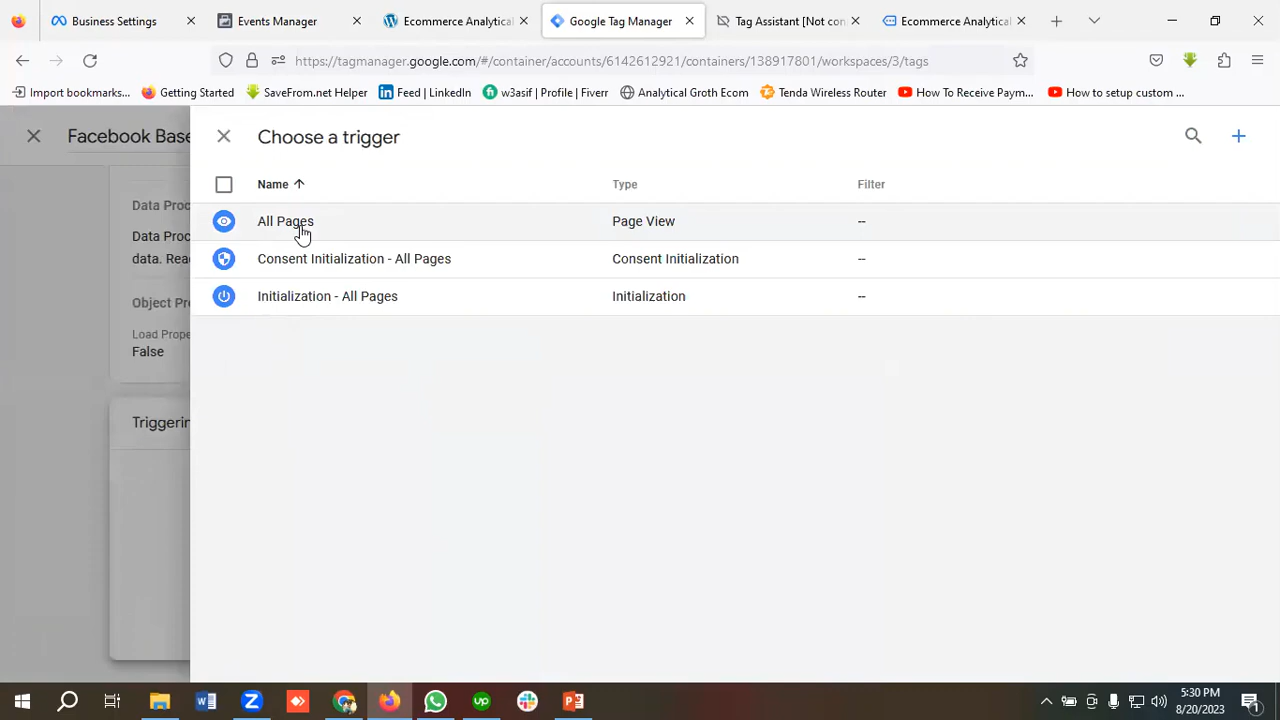 Business Settings
Events Manager
Ecommerce Analytical
Google Tag Manager
Tag Assistant [Not con
Ecommerce Analytical
https://tagmanager.google.com/#/container/accounts/6142612921/containers/138917801/workspaces/3/tags
Import bookmarks...
Getting Started
SaveFrom.net Helper
Feed | LinkedIn
w3asif | Profile | Fiverr
Analytical Groth Ecom
Tenda Wireless Router
How To Receive Paym...
How to setup custom ...
Facebook Base
Choose a trigger
Name
Type
Filter
All Pages
Page View
--
Consent Initialization - All Pages
Consent Initialization
--
Initialization - All Pages
Initialization
--
Data Proc
Data Proc
data. Rea
Object Pr
Load Prope
False
Triggerin
5:30 PM
8/20/2023